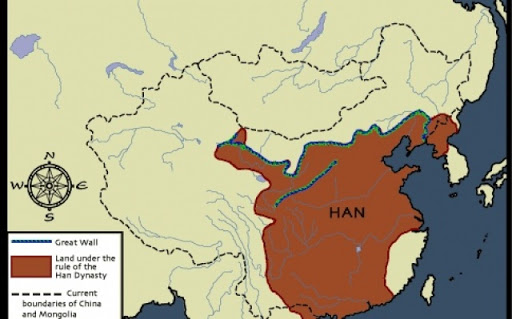 HAN
N
W
E
S
Great Wall
Land under the
rule of the
Han Dynasty
Current
boundaries of China
and Mongolia